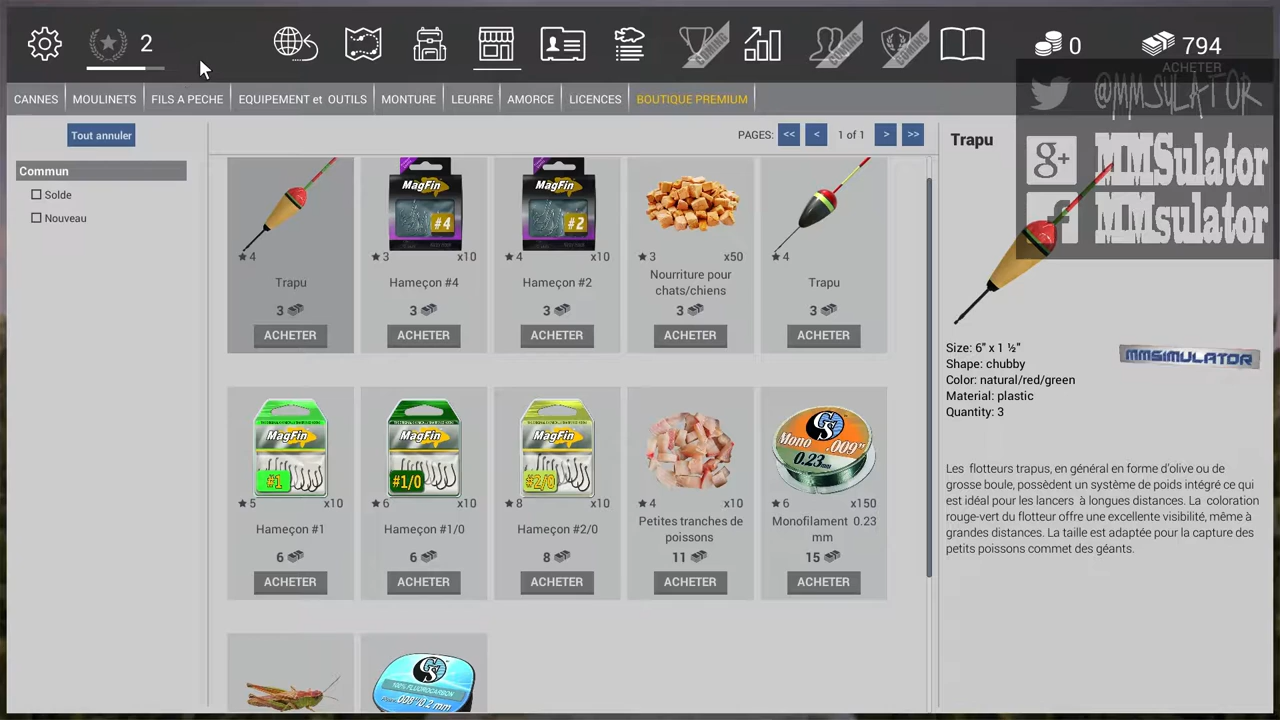 2
COMING
COMING
COMING
0
794
ACHETER
CANNES
MOULINETS
FILS A PECHE
EQUIPEMENT et OUTILS
MONTURE
LEURRE
AMORCE
LICENCES
BOUTIQUE PREMIUM
@MMSULATOR
g+ MMSulator
f MMsulator
Tout annuler
Commun
Solde
Nouveau
PAGES: << < 1 of 1 > >>
MagFin
#4
MagFin
#2
★4
★3 x10
★4 x10
★3 x50
★4
Trapu
Hameçon #4
Hameçon #2
Nourriture pour
chats/chiens
Trapu
3
3
3
3
3
ACHETER
ACHETER
ACHETER
ACHETER
ACHETER
MagFin
#1
MagFin
#1/0
MagFin
#2/0
Mono .009"
0.23mm
★5 x10
★6 x10
★8 x10
★4 x10
★6 x150
Hameçon #1
Hameçon #1/0
Hameçon #2/0
Petites tranches de
poissons
Monofilament 0.23
mm
6
6
8
11
15
ACHETER
ACHETER
ACHETER
ACHETER
ACHETER
100% FLUOROCARBON
.008"/0.2 mm
Trapu
Size: 6" x 1 ½"
Shape: chubby
Color: natural/red/green
Material: plastic
Quantity: 3
MMSIMULATOR
Les flotteurs trapus, en général en forme d'olive ou de
grosse boule, possèdent un système de poids intégré ce qui
est idéal pour les lancers à longues distances. La coloration
rouge-vert du flotteur offre une excellente visibilité, même à
grandes distances. La taille est adaptée pour la capture des
petits poissons commet des géants.